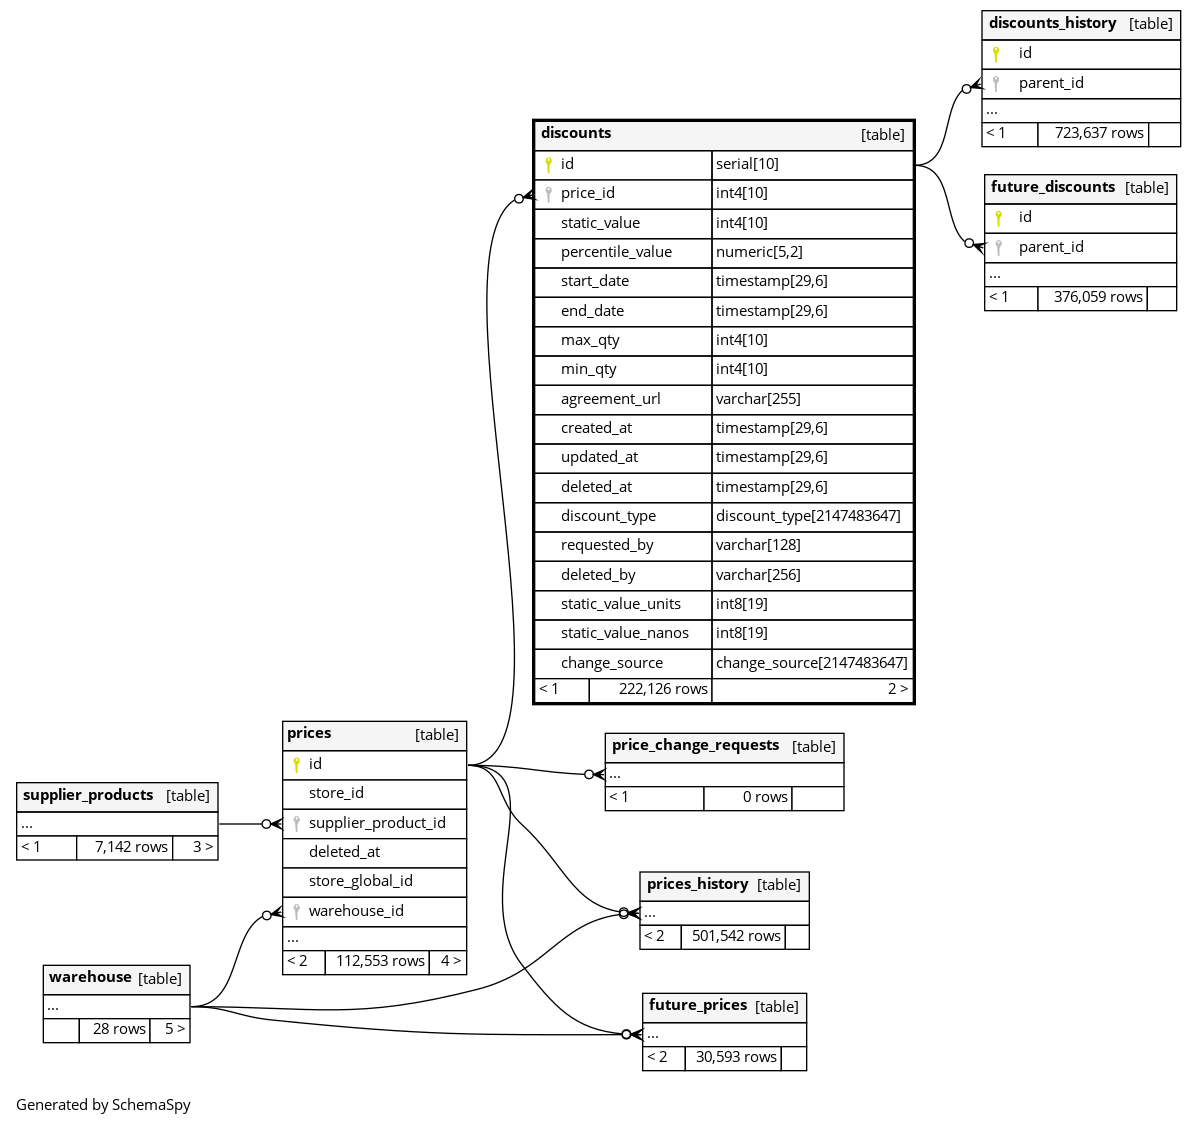 discounts_history [table]
id
parent_id
...
< 1 723,637 rows
discounts [table]
id serial[10]
price_id int4[10]
static_value int4[10]
percentile_value numeric[5,2]
start_date timestamp[29,6]
end_date timestamp[29,6]
max_qty int4[10]
min_qty int4[10]
agreement_url varchar[255]
created_at timestamp[29,6]
updated_at timestamp[29,6]
deleted_at timestamp[29,6]
discount_type discount_type[2147483647]
requested_by varchar[128]
deleted_by varchar[256]
static_value_units int8[19]
static_value_nanos int8[19]
change_source change_source[2147483647]
< 1 222,126 rows 2 >
future_discounts [table]
id
parent_id
...
< 1 376,059 rows
prices [table]
id
store_id
supplier_product_id
deleted_at
store_global_id
warehouse_id
...
< 2 112,553 rows 4 >
price_change_requests [table]
...
< 1 0 rows
supplier_products [table]
...
< 1 7,142 rows 3 >
prices_history [table]
...
< 2 501,542 rows
warehouse [table]
...
28 rows 5 >
future_prices [table]
...
< 2 30,593 rows
Generated by SchemaSpy